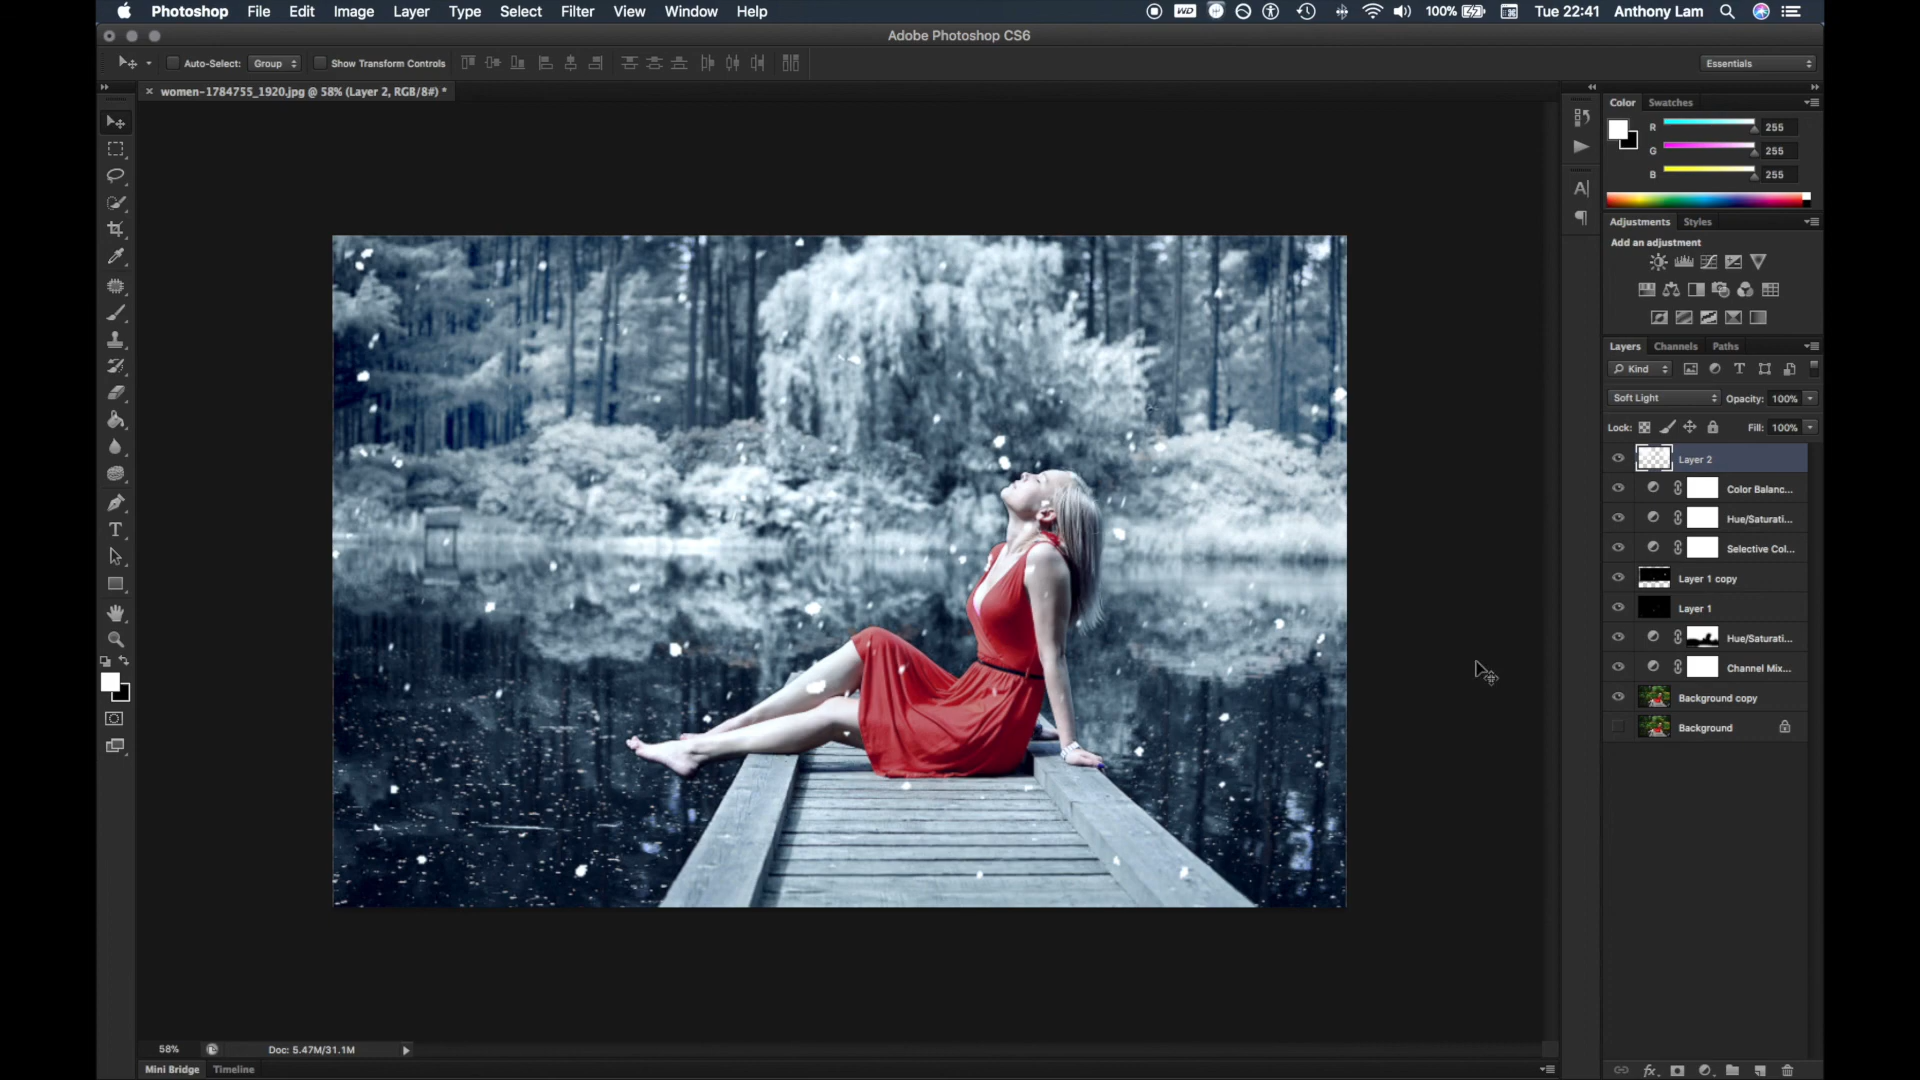 Photoshop File Edit Image Layer Type Select Filter View Window Help WD 100% Tue 22:41 Anthony Lam
Adobe Photoshop CS6
Auto-Select: Group Show Transform Controls Essentials
women-1784755_1920.jpg @ 58% (Layer 2, RGB/8#) *
Color Swatches
R 255
G 255
B 255
Adjustments Styles
Add an adjustment
Layers Channels Paths
Kind
Soft Light Opacity: 100%
Lock: Fill: 100%
Layer 2
Color Balanc...
Hue/Saturati...
Selective Col...
Layer 1 copy
Layer 1
Hue/Saturati...
Channel Mix...
Background copy
Background
58% Doc: 5.47M/31.1M
Mini Bridge Timeline